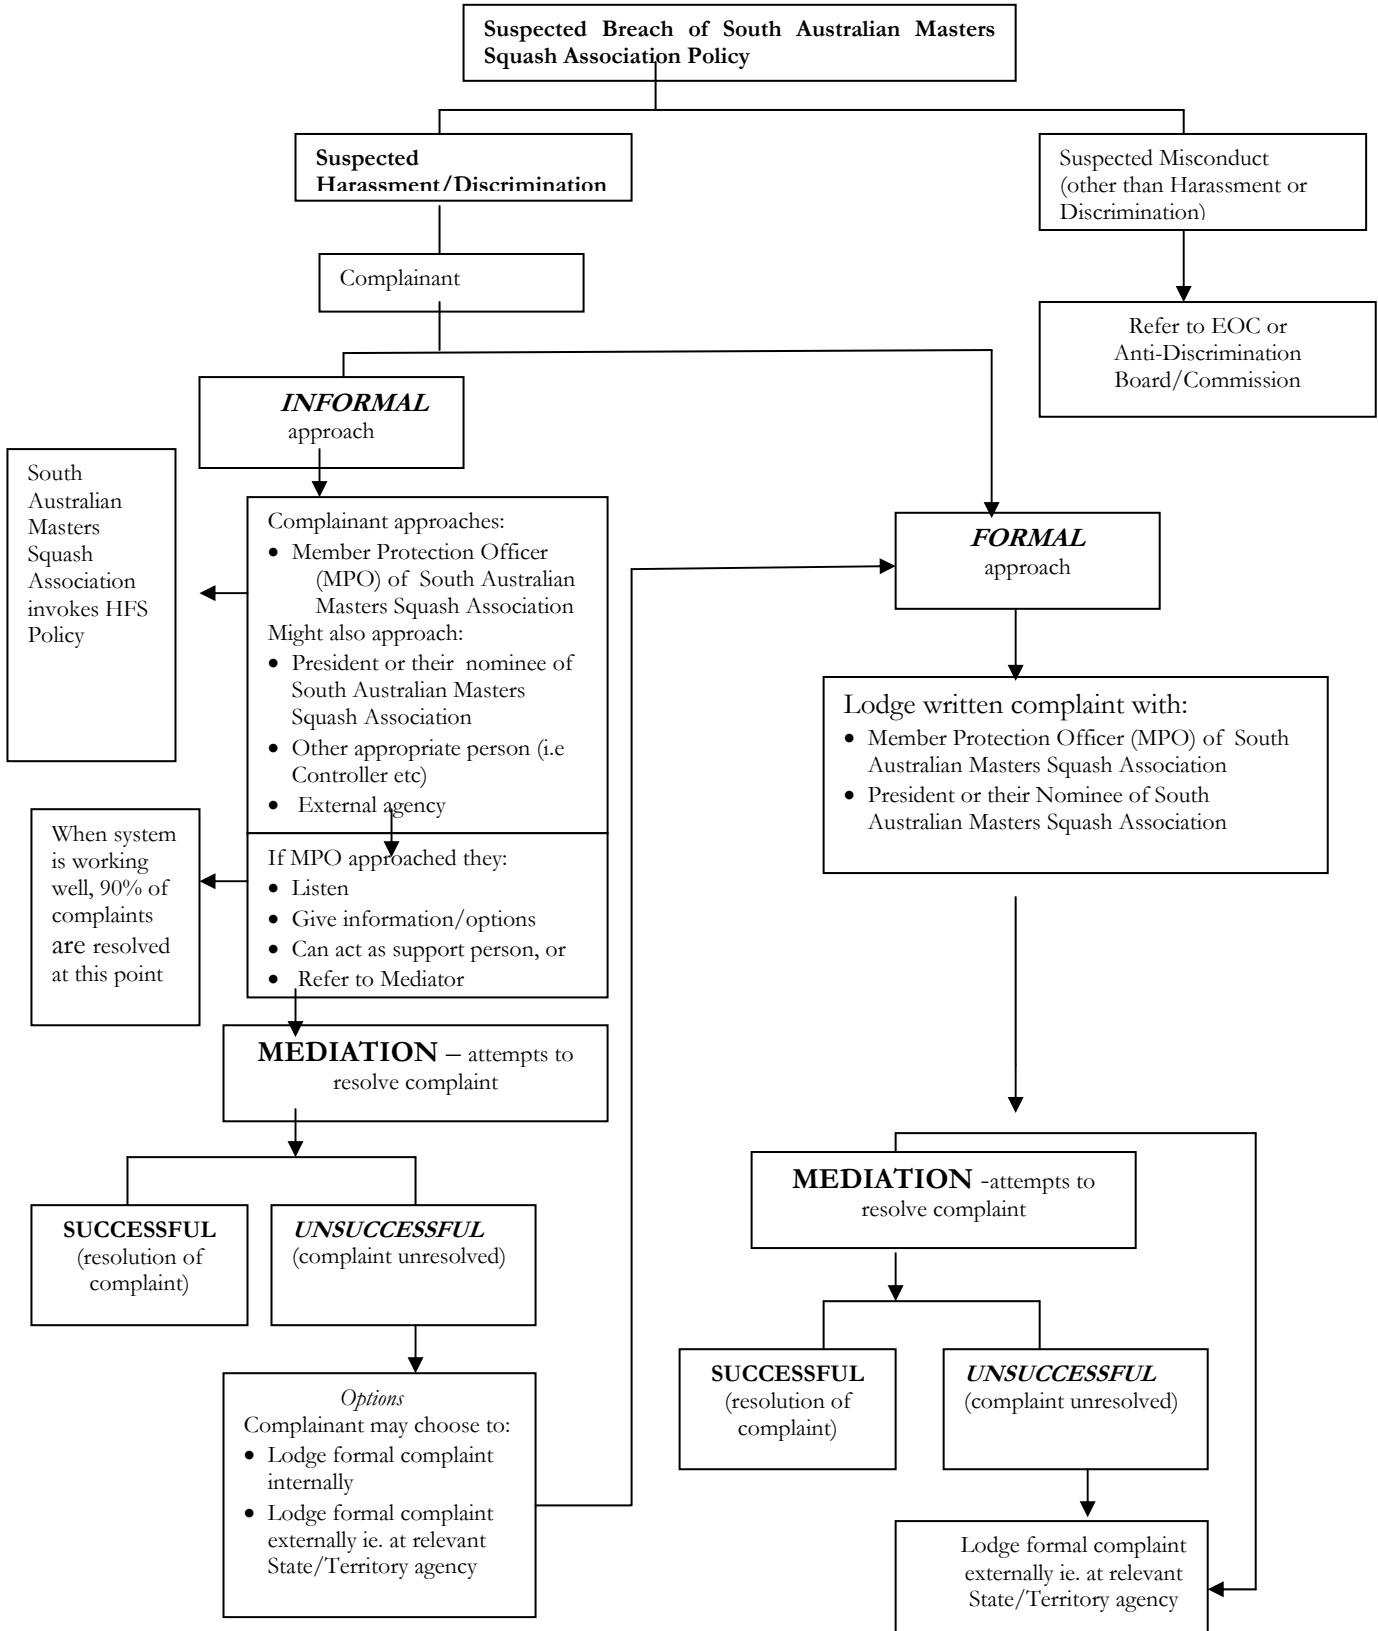 Suspected Breach of South Australian Masters
Squash Association Policy
Suspected
Harassment/Discrimination
Suspected Misconduct
(other than Harassment or
Discrimination)
Complainant
Refer to EOC or
Anti-Discrimination
Board/Commission
INFORMAL
approach
South
Australian
Masters
Squash
Association
invokes HFS
Policy
Complainant approaches:
• Member Protection Officer
(MPO) of South Australian
Masters Squash Association
Might also approach:
• President or their nominee of
South Australian Masters
Squash Association
• Other appropriate person (i.e
Controller etc)
• External agency
FORMAL
approach
Lodge written complaint with:
• Member Protection Officer (MPO) of South
Australian Masters Squash Association
• President or their Nominee of South
Australian Masters Squash Association
When system
is working
well, 90% of
complaints
are resolved
at this point
If MPO approached they:
• Listen
• Give information/options
• Can act as support person, or
• Refer to Mediator
MEDIATION – attempts to
resolve complaint
SUCCESSFUL
(resolution of
complaint)
UNSUCCESSFUL
(complaint unresolved)
Options
Complainant may choose to:
• Lodge formal complaint
internally
• Lodge formal complaint
externally ie. at relevant
State/Territory agency
MEDIATION -attempts to
resolve complaint
SUCCESSFUL
(resolution of
complaint)
UNSUCCESSFUL
(complaint unresolved)
Lodge formal complaint
externally ie. at relevant
State/Territory agency